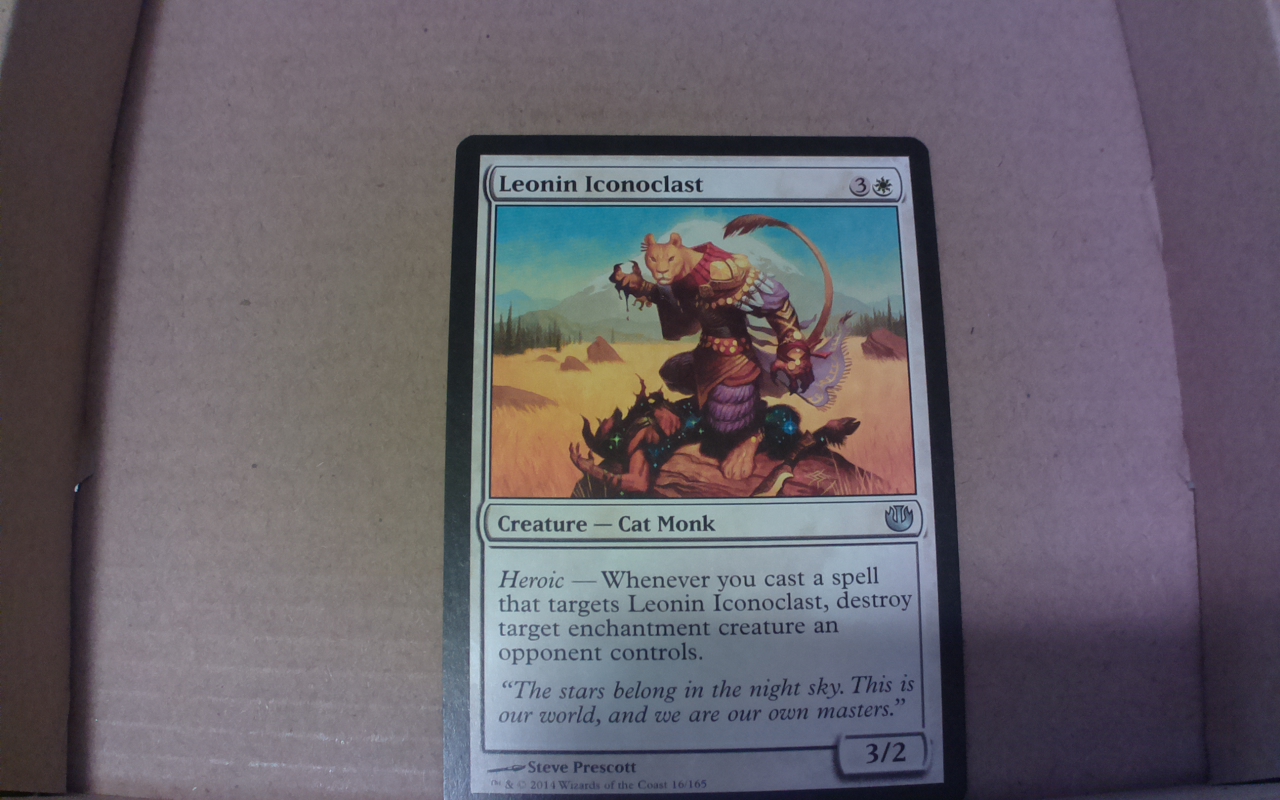 Leonin Iconoclast 3
Creature — Cat Monk
Heroic — Whenever you cast a spell
that targets Leonin Iconoclast, destroy
target enchantment creature an
opponent controls.
“The stars belong in the night sky. This is
our world, and we are our own masters.”
3/2
Steve Prescott
™ & © 2014 Wizards of the Coast 16/165